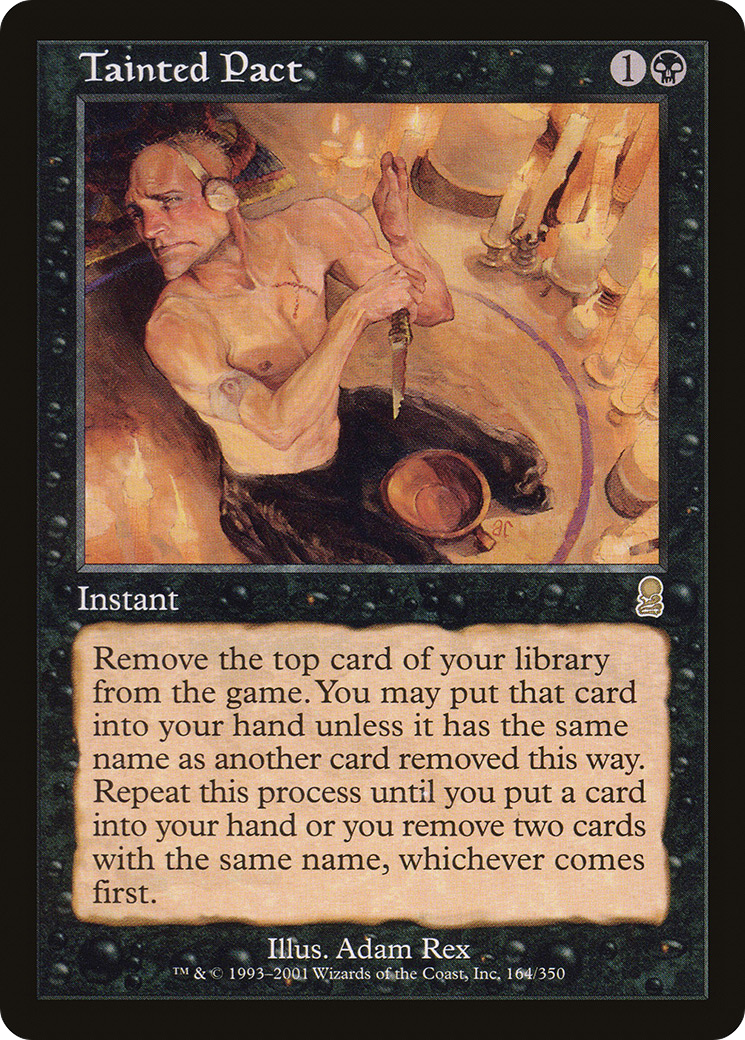 Tainted Pact
1
Instant
Remove the top card of your library
from the game. You may put that card
into your hand unless it has the same
name as another card removed this way.
Repeat this process until you put a card
into your hand or you remove two cards
with the same name, whichever comes
first.
Illus. Adam Rex
™ & © 1993–2001 Wizards of the Coast, Inc. 164/350